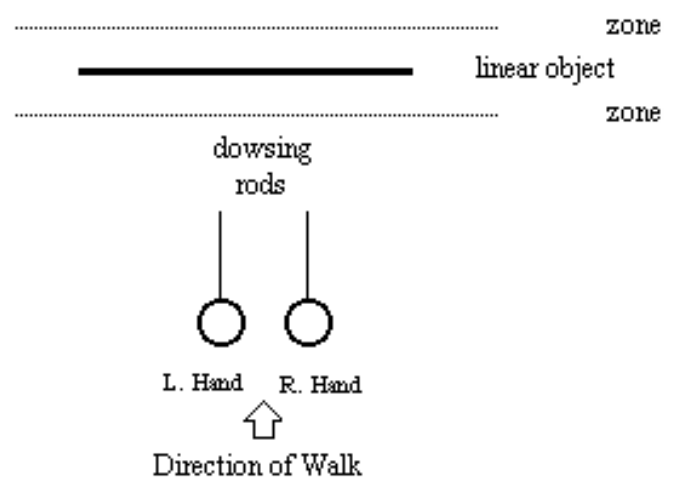 zone
linear object
zone
dowsing
rods
L. Hand R. Hand
Direction of Walk